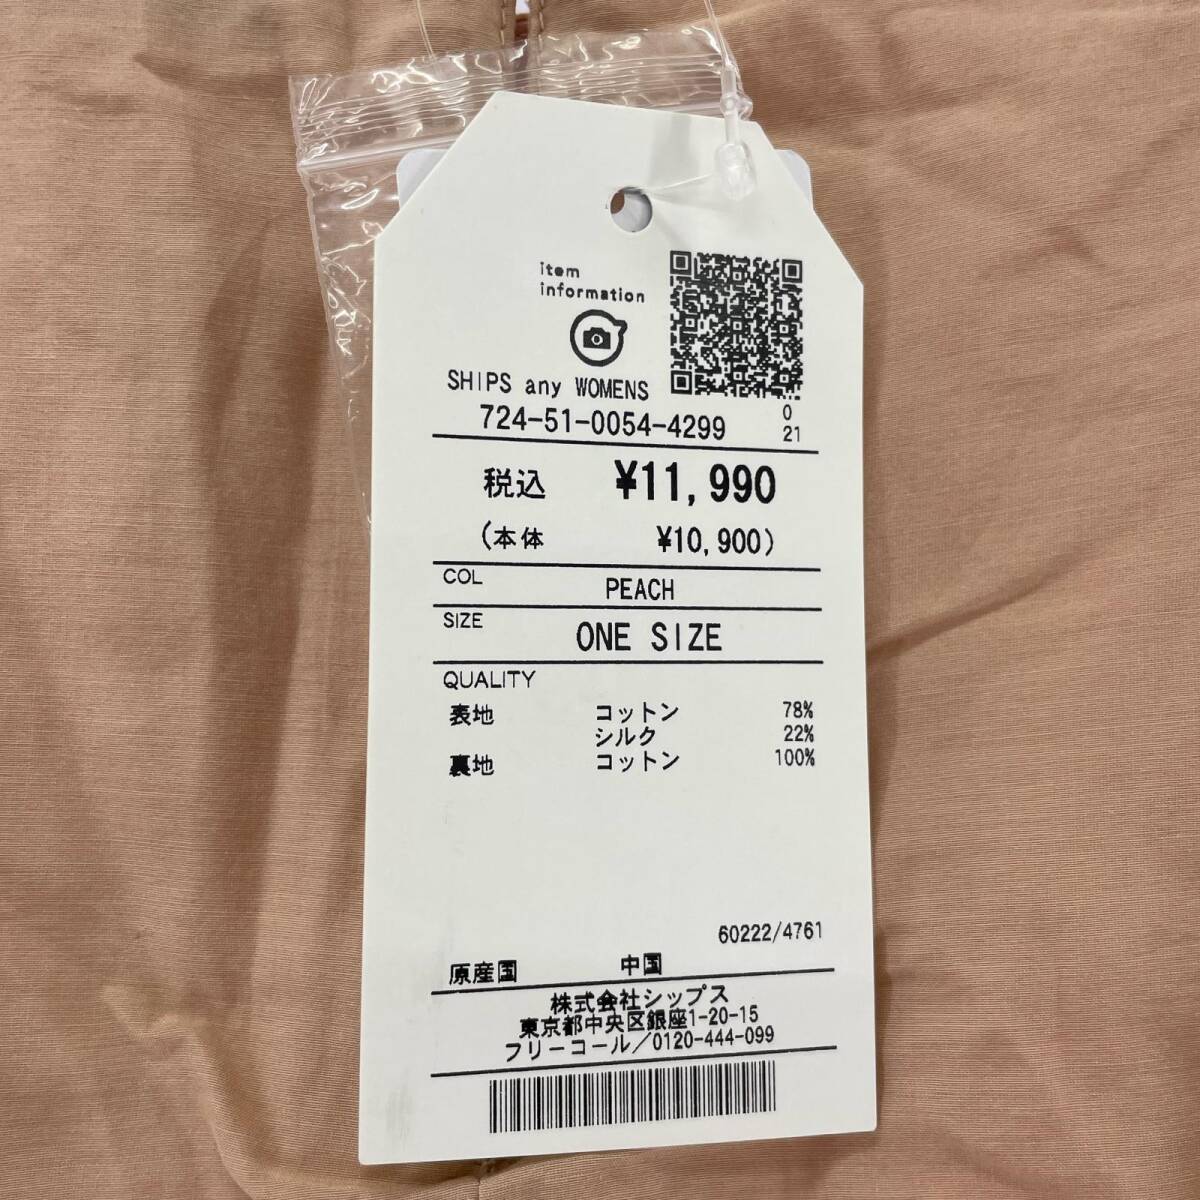 item
information
SHIPS any WOMENS
724-51-0054-4299
0
21
税込 ¥11,990
(本体 ¥10,900)
COL PEACH
SIZE ONE SIZE
QUALITY
表地 コットン 78%
シルク 22%
裏地 コットン 100%
60222/4761
原産国 中国
株式会社シップス
東京都中央区銀座1-20-15
フリーコール/0120-444-099